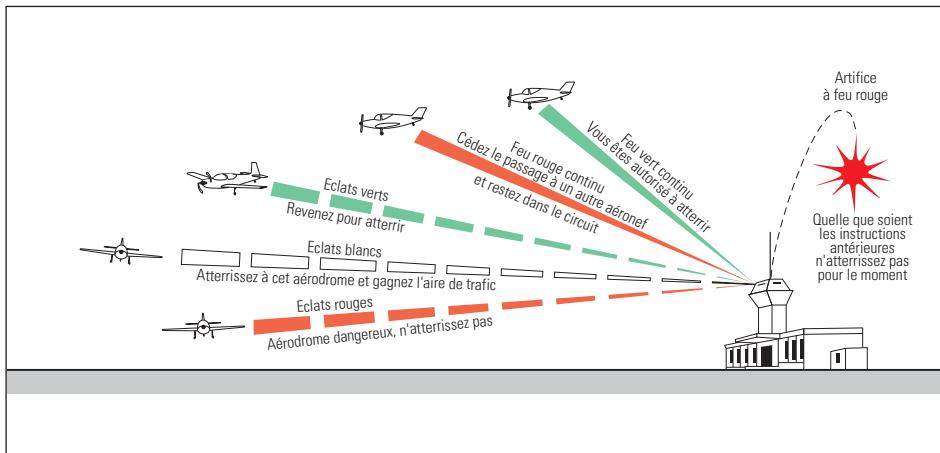 Artifice
à feu rouge
Feu vert continu
Vous êtes autorisé à atterrir
Feu rouge continu
Cédez le passage à un autre aéronef
et restez dans le circuit
Eclats verts
Revenez pour atterrir
Quelle que soient
les instructions
antérieures
n'atterrissez pas
pour le moment
Eclats blancs
Atterrissez à cet aérodrome et gagnez l'aire de trafic
Eclats rouges
Aérodrome dangereux, n'atterrissez pas